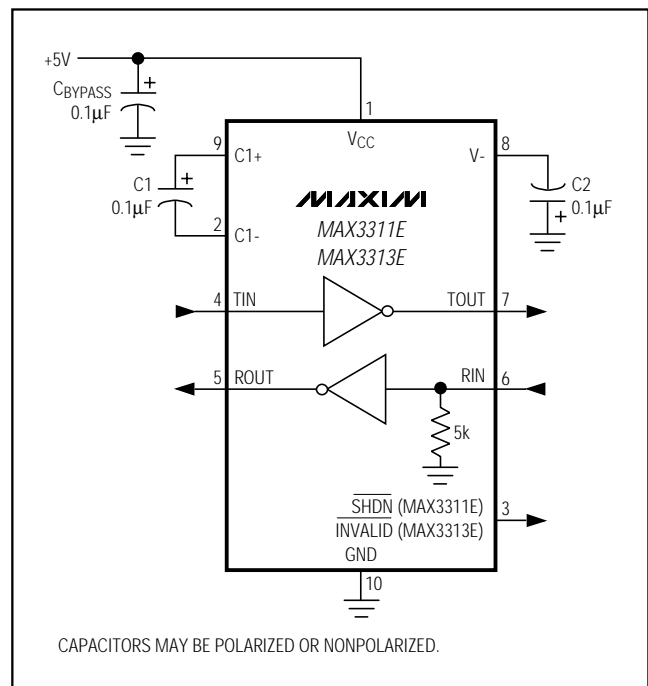 +5V
CBYPASS
0.1µF
1
VCC
9
C1+
V-
8
C1
0.1µF
C2
0.1µF
MAXIM
2
C1-
MAX3311E
MAX3313E
4
TIN
TOUT
7
5
ROUT
RIN
6
5k
SHDN (MAX3311E)
INVALID (MAX3313E)
3
GND
10
CAPACITORS MAY BE POLARIZED OR NONPOLARIZED.